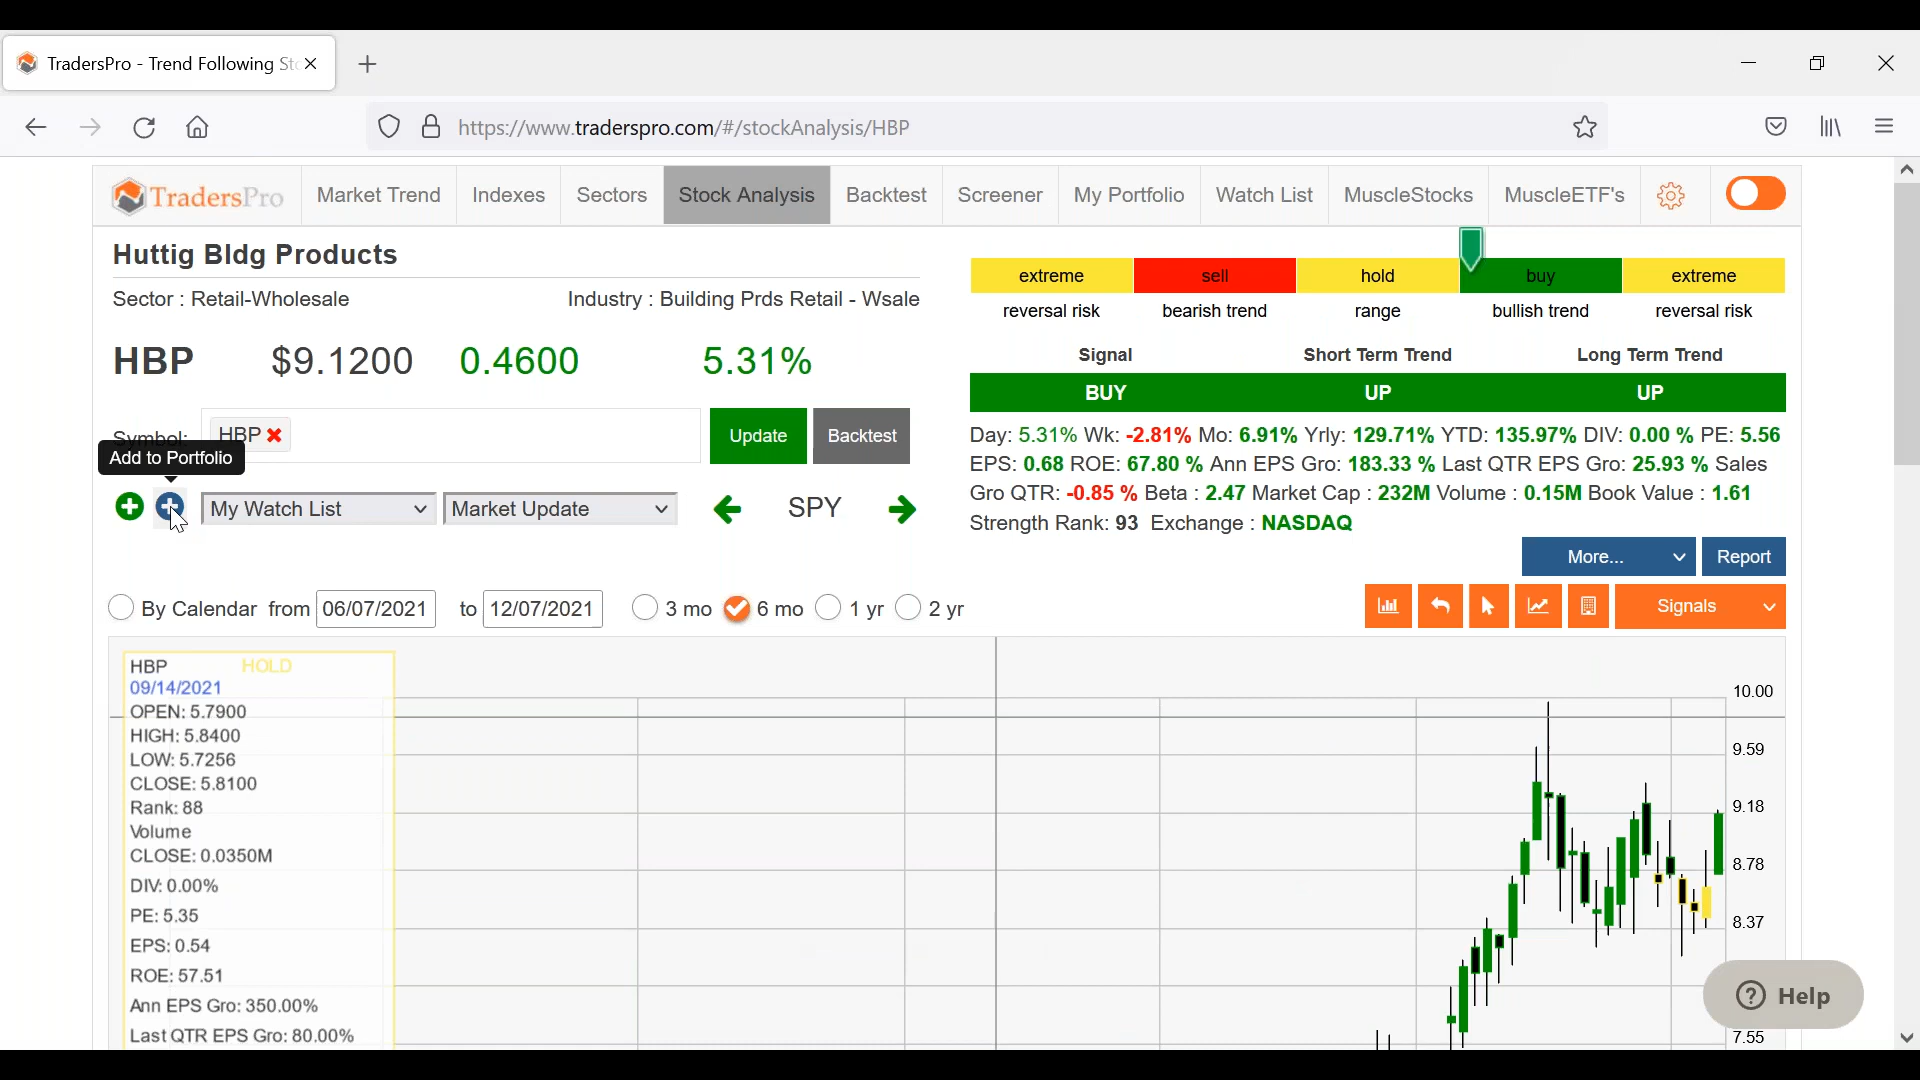 TradersPro - Trend Following Sto
https://www.traderspro.com/#/stockAnalysis/HBP
TradersPro Market Trend Indexes Sectors Stock Analysis Backtest Screener My Portfolio Watch List MuscleStocks MuscleETF's
Huttig Bldg Products
Sector : Retail-Wholesale Industry : Building Prds Retail - Wsale
HBP $9.1200 0.4600 5.31%
Symbol: HBP Update Backtest
Add to Portfolio
My Watch List Market Update SPY
extreme sell hold buy extreme
reversal risk bearish trend range bullish trend reversal risk
Signal Short Term Trend Long Term Trend
BUY UP UP
Day: 5.31% Wk: -2.81% Mo: 6.91% Yrly: 129.71% YTD: 135.97% DIV: 0.00 % PE: 5.56
EPS: 0.68 ROE: 67.80 % Ann EPS Gro: 183.33 % Last QTR EPS Gro: 25.93 % Sales
Gro QTR: -0.85 % Beta : 2.47 Market Cap : 232M Volume : 0.15M Book Value : 1.61
Strength Rank: 93 Exchange : NASDAQ
More... Report
By Calendar from 06/07/2021 to 12/07/2021 3 mo 6 mo 1 yr 2 yr
Signals
HBP HOLD
09/14/2021
OPEN: 5.7900
HIGH: 5.8400
LOW: 5.7256
CLOSE: 5.8100
Rank: 88
Volume
CLOSE: 0.0350M
DIV: 0.00%
PE: 5.35
EPS: 0.54
ROE: 57.51
Ann EPS Gro: 350.00%
Last QTR EPS Gro: 80.00%
10.00
9.59
9.18
8.78
8.37
7.55
Help